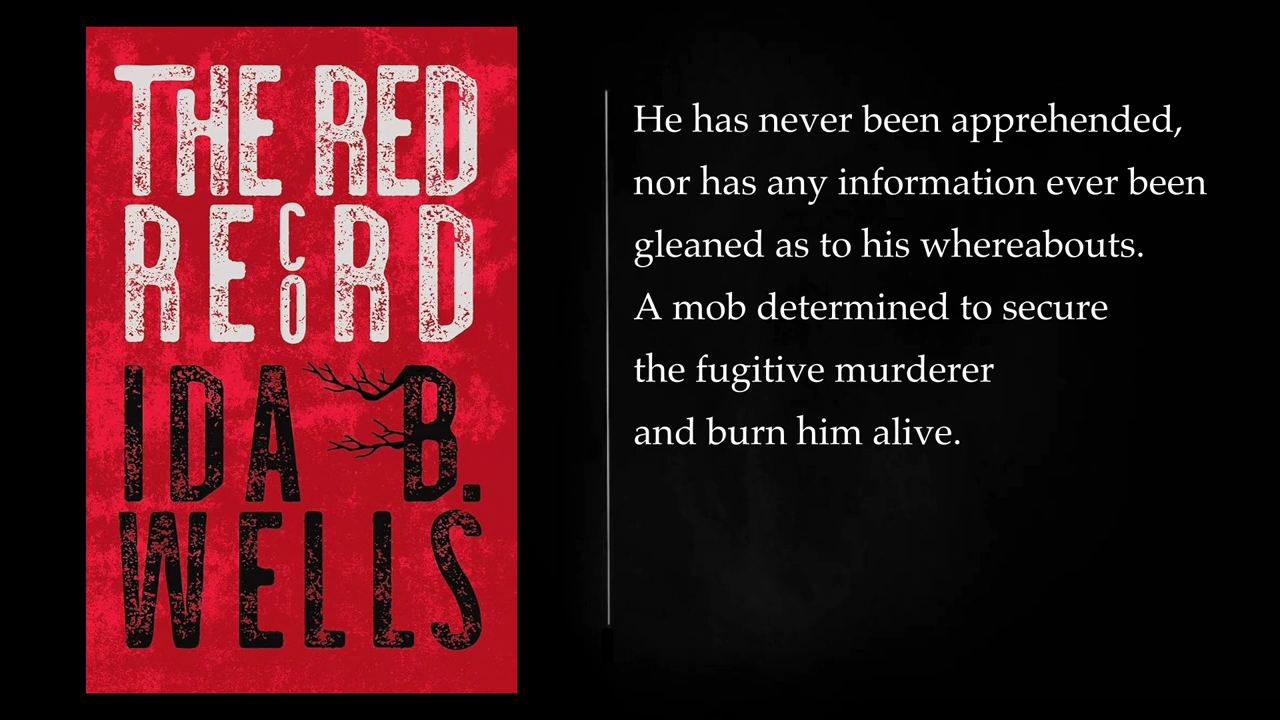 THE RED
RECORD
IDA B.
WELLS
He has never been apprehended,
nor has any information ever been
gleaned as to his whereabouts.
A mob determined to secure
the fugitive murderer
and burn him alive.